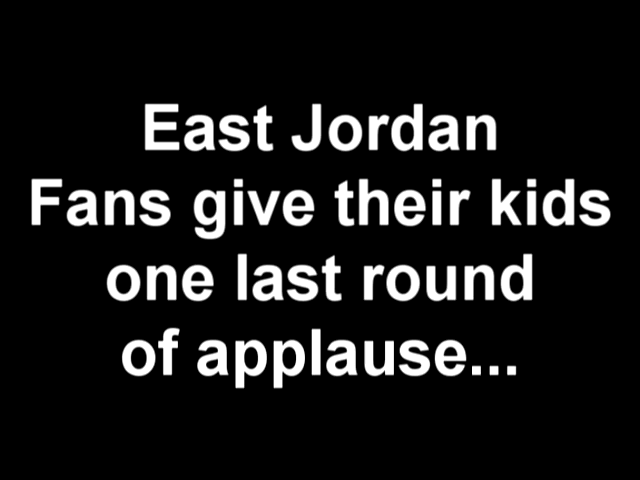 East Jordan
Fans give their kids
one last round
of applause...